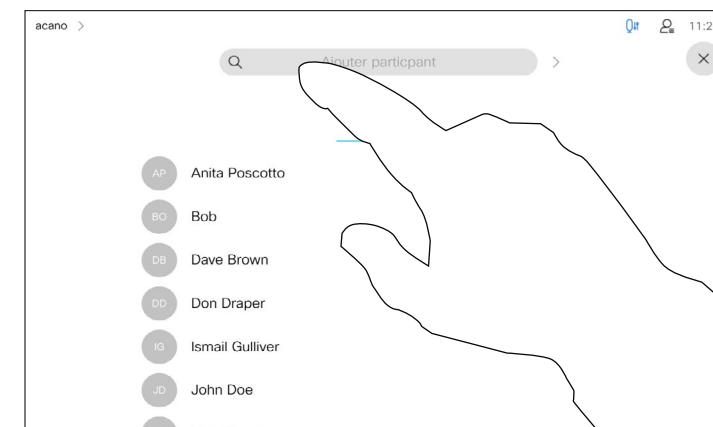 acano >
11:2
Ajouter particpant
AP Anita Poscotto
BO Bob
DB Dave Brown
DD Don Draper
IG Ismail Gulliver
JD John Doe